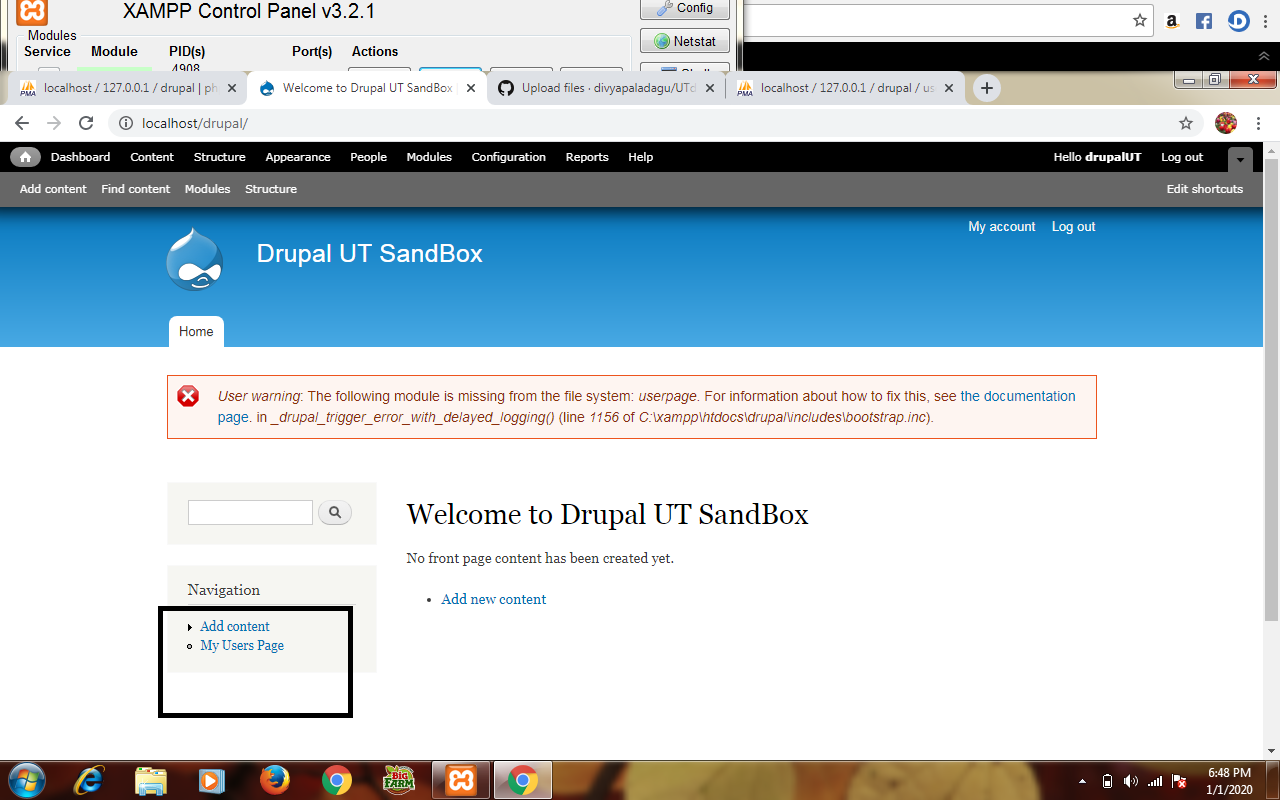 XAMPP Control Panel v3.2.1
Config
Modules
Service Module PID(s) Port(s) Actions
Netstat
4908
localhost / 127.0.0.1 / drupal | ph
Welcome to Drupal UT SandBox
Upload files · divyapaladagu/UTd
localhost / 127.0.0.1 / drupal / us
localhost/drupal/
Dashboard Content Structure Appearance People Modules Configuration Reports Help
Hello drupalUT Log out
Add content Find content Modules Structure
Edit shortcuts
My account Log out
Drupal UT SandBox
Home
User warning: The following module is missing from the file system: userpage. For information about how to fix this, see the documentation
page. in _drupal_trigger_error_with_delayed_logging() (line 1156 of C:\xampp\htdocs\drupal\includes\bootstrap.inc).
Welcome to Drupal UT SandBox
No front page content has been created yet.
Add new content
Navigation
Add content
My Users Page
BIG FARM
6:48 PM
1/1/2020